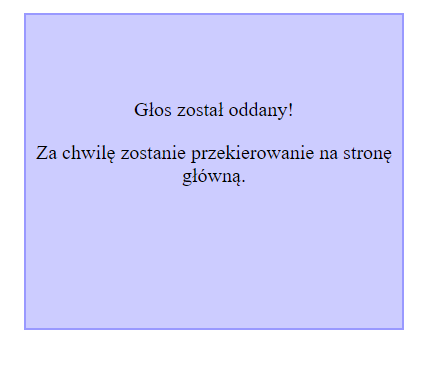 Głos został oddany!
Za chwilę zostanie przekierowanie na stronę
główną.